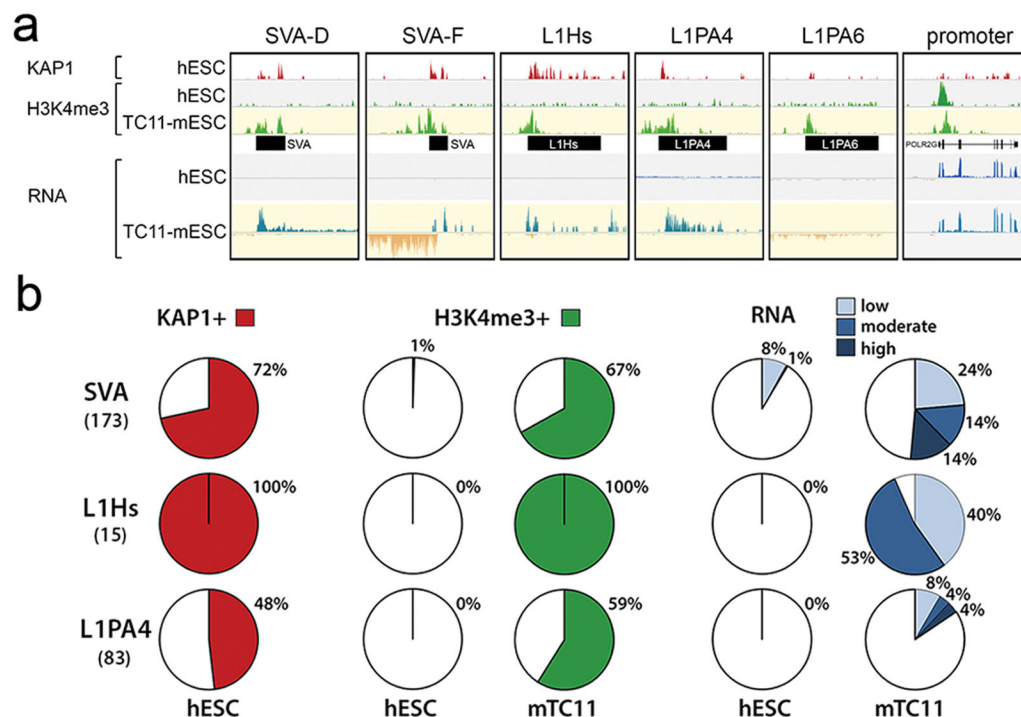 a
SVA-D SVA-F L1Hs L1PA4 L1PA6 promoter
KAP1 hESC
H3K4me3 hESC
TC11-mESC
SVA SVA L1Hs L1PA4 L1PA6 POLR2G
RNA hESC
TC11-mESC
b
KAP1+ H3K4me3+ RNA
low
moderate
high
SVA
(173)
72% 1% 67% 8% 1% 24% 14% 14%
L1Hs
(15)
100% 0% 100% 0% 40% 53%
L1PA4
(83)
48% 0% 59% 0% 8% 4% 4%
hESC hESC mTC11 hESC mTC11